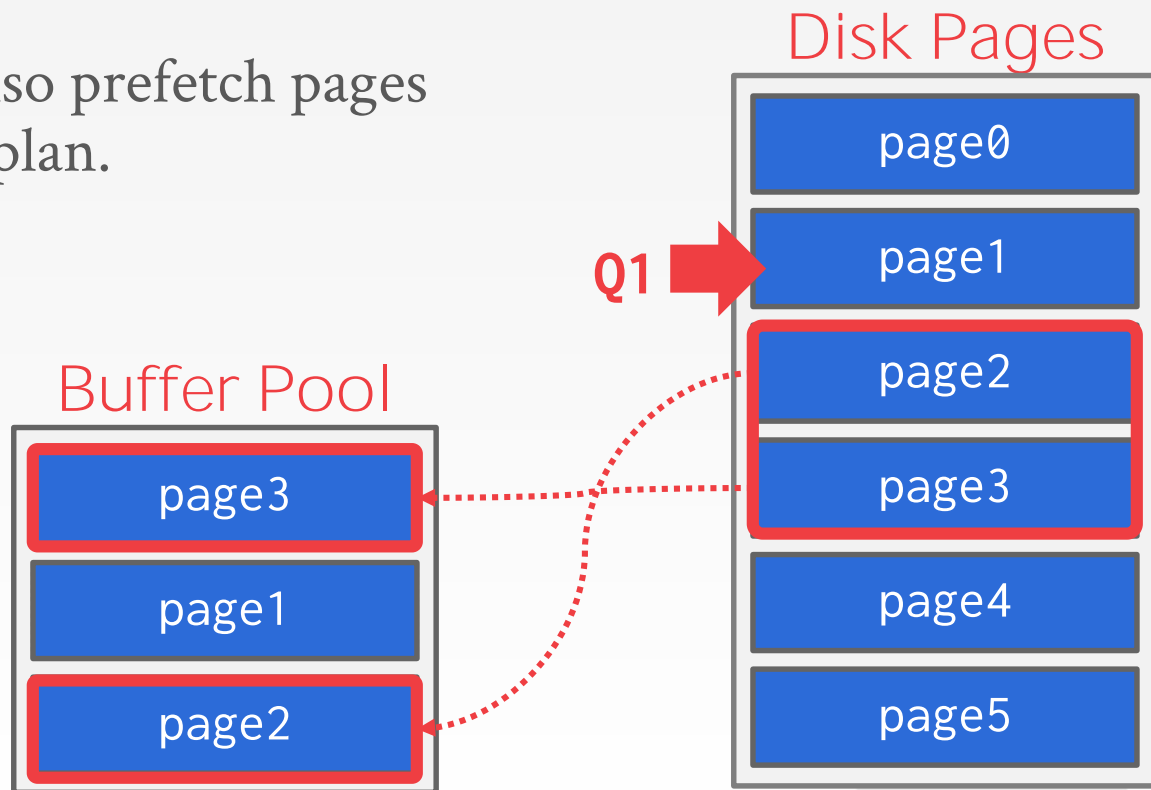 Disk Pages
so prefetch pages
plan.
page0
page1
Q1
page2
page3
page4
page5
Buffer Pool
page3
page1
page2